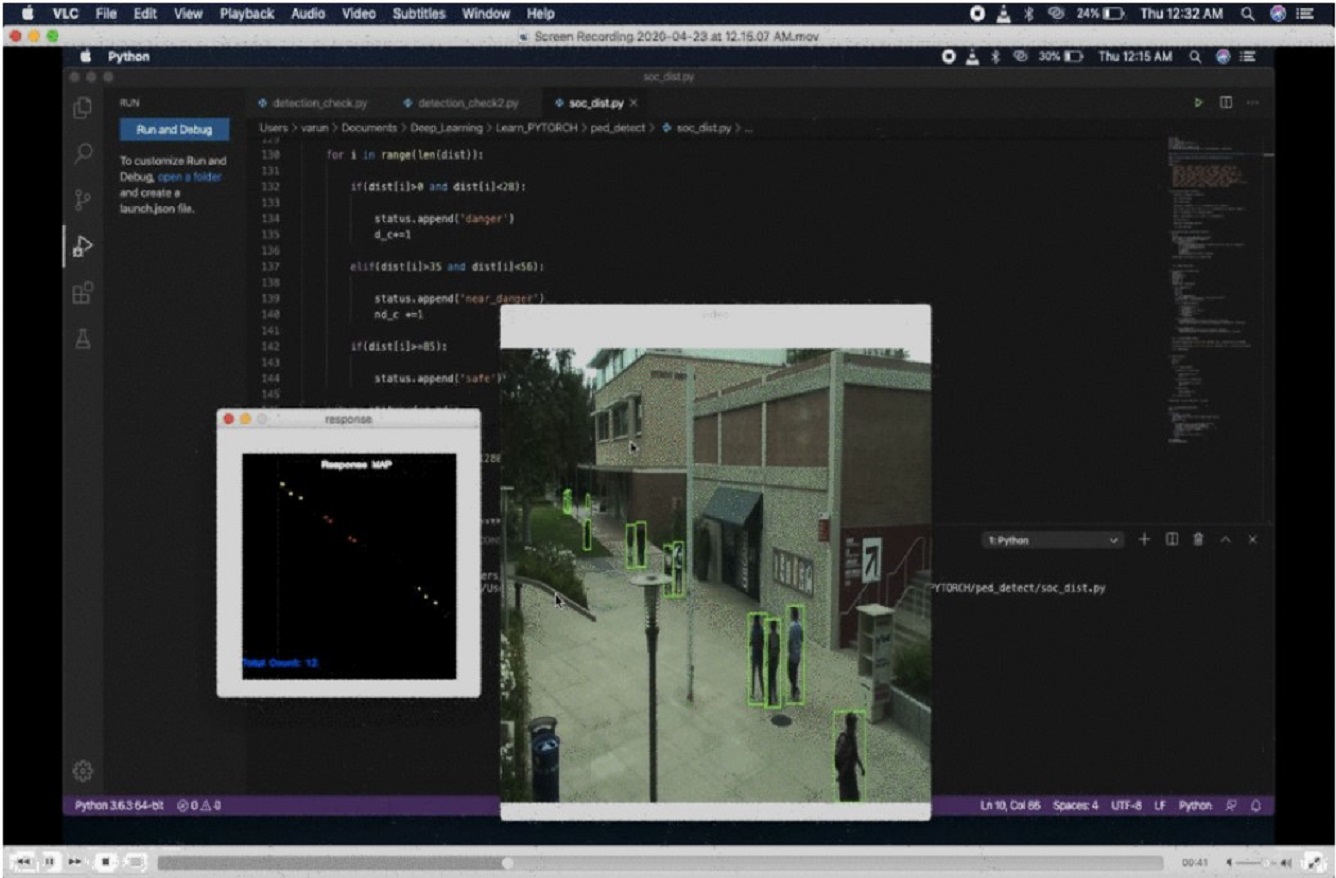 VLC File Edit View Playback Audio Video Subtitles Window Help 24% Thu 12:32 AM
Screen Recording 2020-04-23 at 12.15.07 AM.mov
Python 30% Thu 12:15 AM
soc_dist.py
RUN detection_check.py detection_check2.py soc_dist.py
Run and Debug
Users > varun > Documents > Deep_Learning > Learn_PYTORCH > ped_detect > soc_dist.py > ...
To customize Run and
Debug, open a folder
and create a
launch.json file.
129
130 for i in range(len(dist)):
131
132 if(dist[i]>0 and dist[i]<28):
133
134 status.append('danger')
135 d_c+=1
136
137 elif(dist[i]>35 and dist[i]<56):
138
139 status.append('near_danger')
140 nd_c +=1
141
142 if(dist[i]>=85):
143
144 status.append("safe")
145
video
response
Response MAP
Total Count: 12
1: Python
PYTORCH/ped_detect/soc_dist.py
Python 3.6.3 64-bit 0 0 Ln 10, Col 86 Spaces: 4 UTF-8 LF Python
00:41